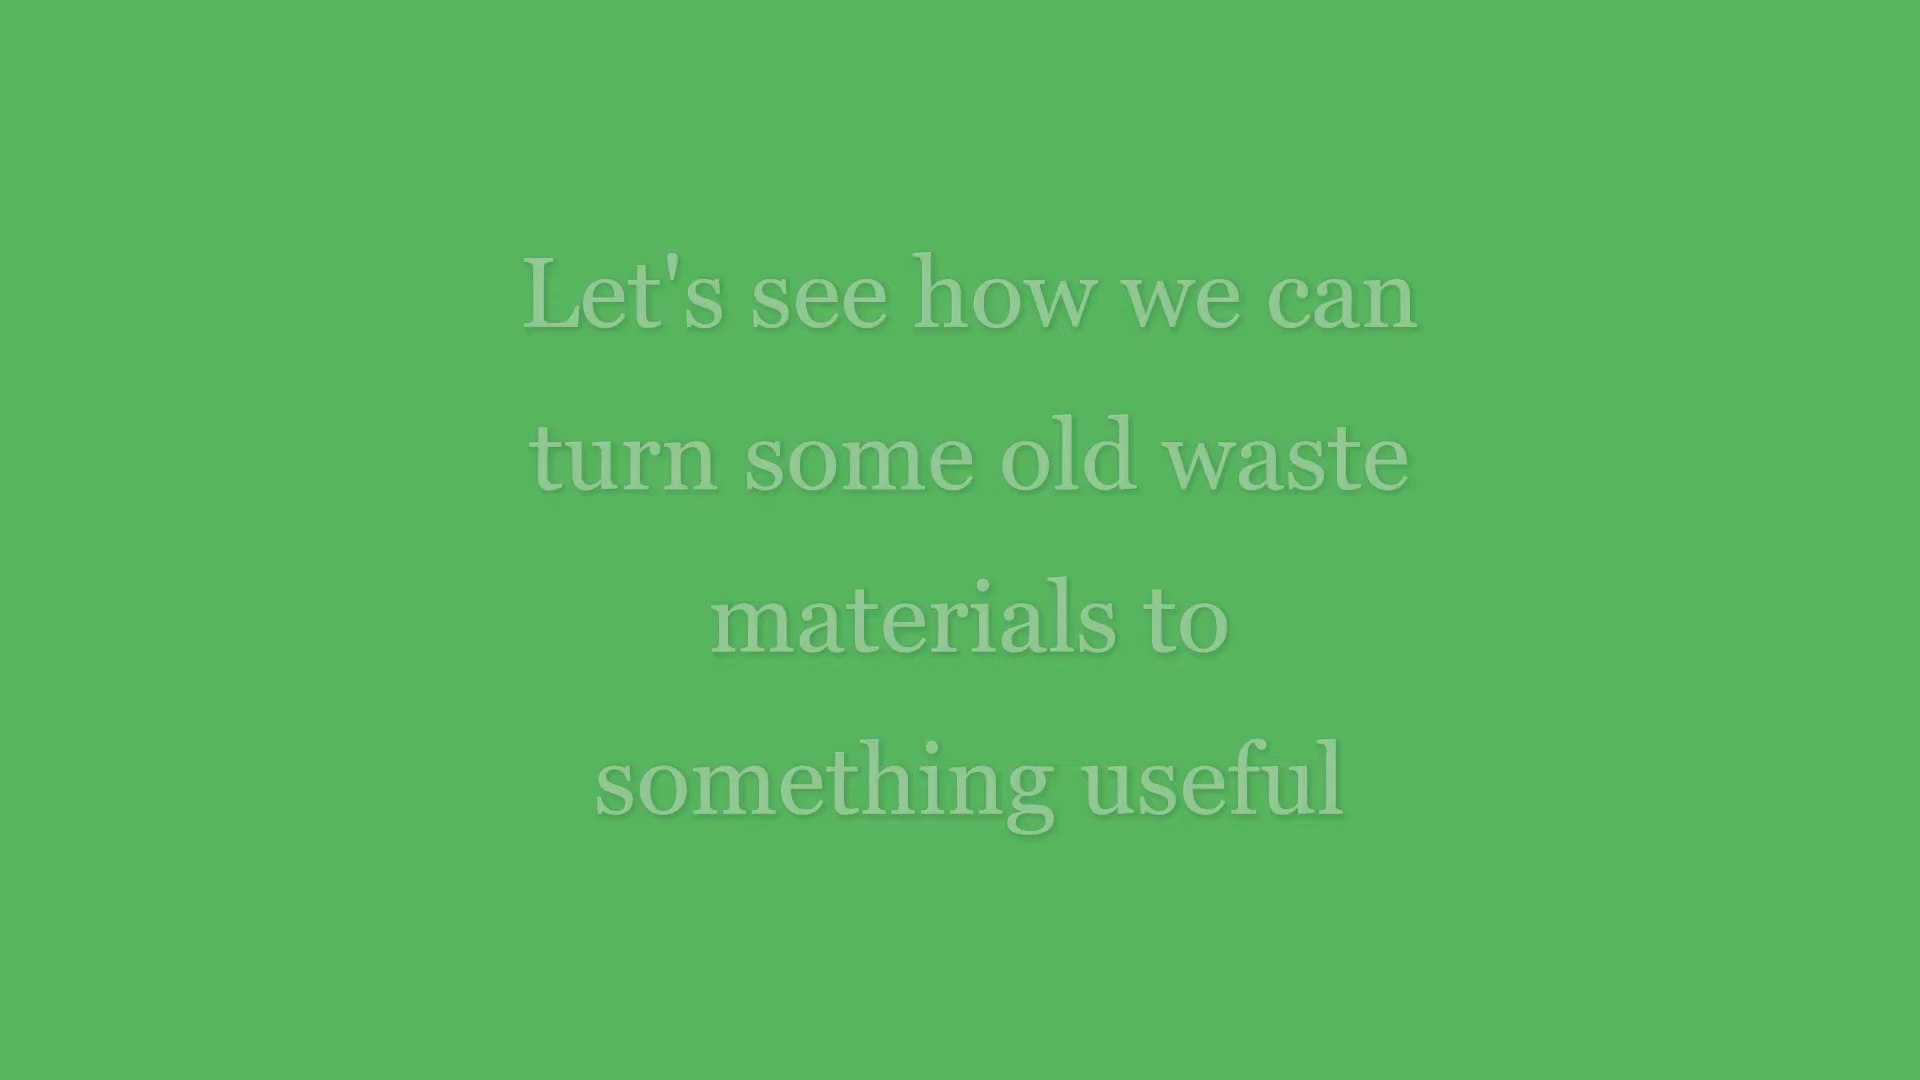 Let's see how we can
turn some old waste
materials to
something useful